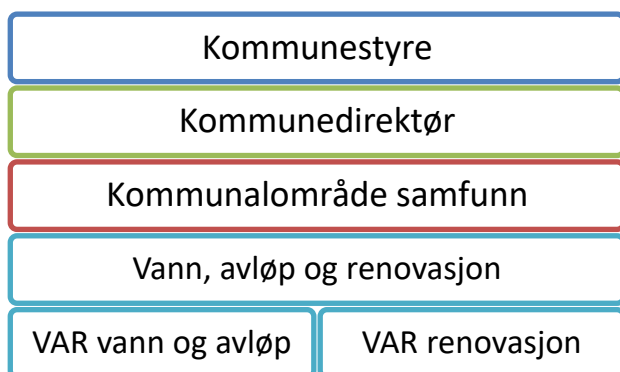 Kommunestyre
Kommunedirektør
Kommunalområde samfunn
Vann, avløp og renovasjon
VAR vann og avløp
VAR renovasjon